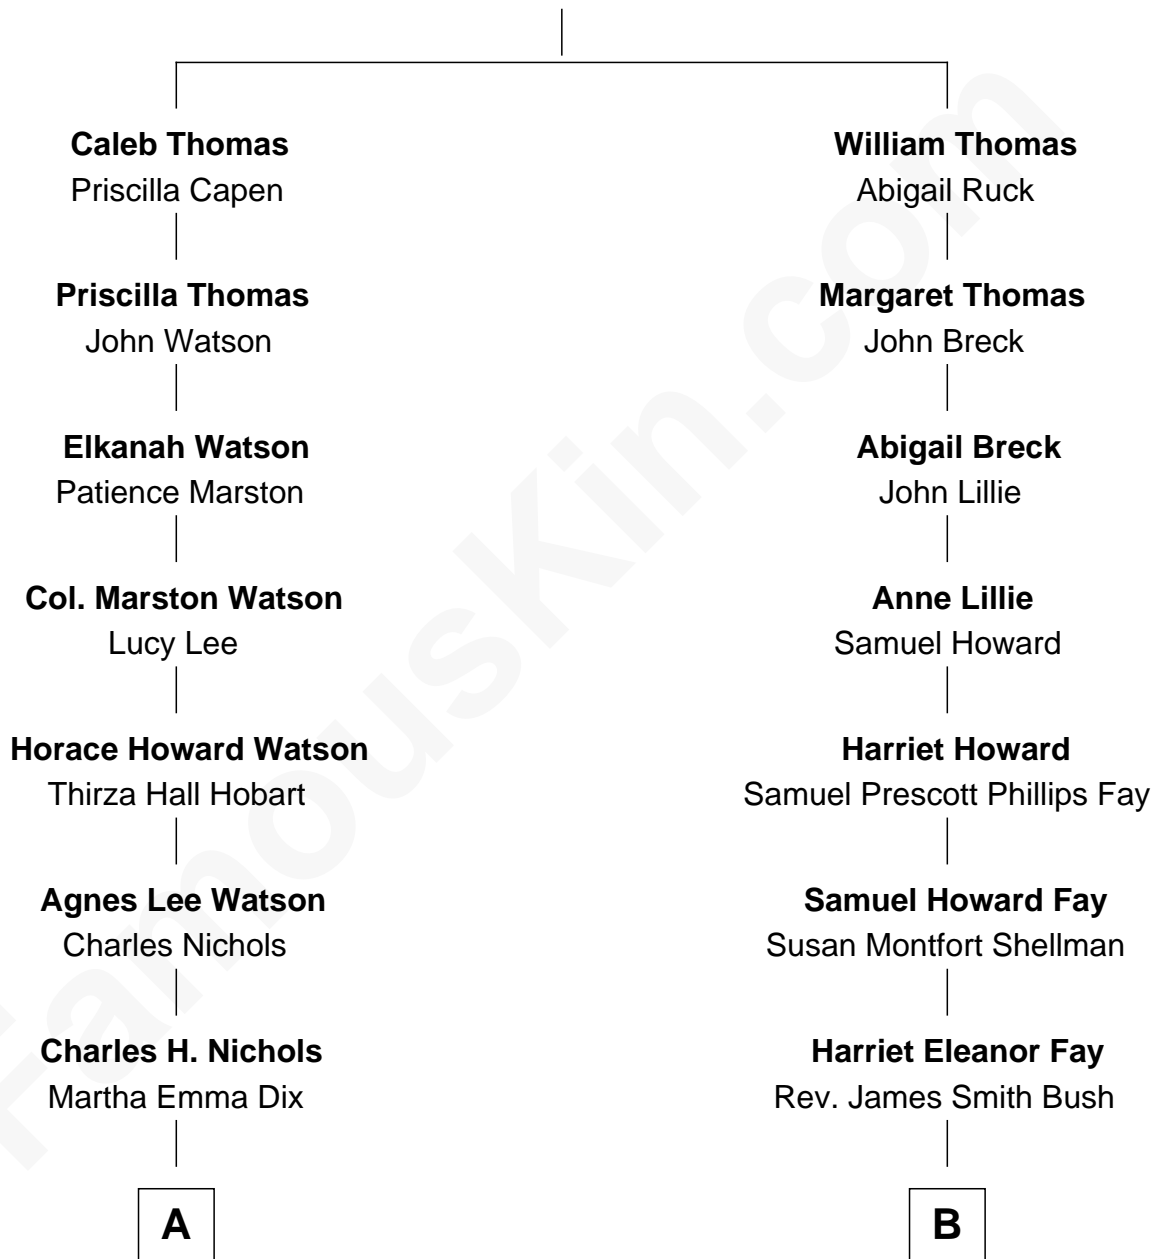 Caleb Thomas
Priscilla Capen
Priscilla Thomas
John Watson
Elkanah Watson
Patience Marston
Col. Marston Watson
Lucy Lee
Horace Howard Watson
Thirza Hall Hobart
Agnes Lee Watson
Charles Nichols
Charles H. Nichols
Martha Emma Dix
A
William Thomas
Abigail Ruck
Margaret Thomas
John Breck
Abigail Breck
John Lillie
Anne Lillie
Samuel Howard
Harriet Howard
Samuel Prescott Phillips Fay
Samuel Howard Fay
Susan Montfort Shellman
Harriet Eleanor Fay
Rev. James Smith Bush
B
FamousKin.com